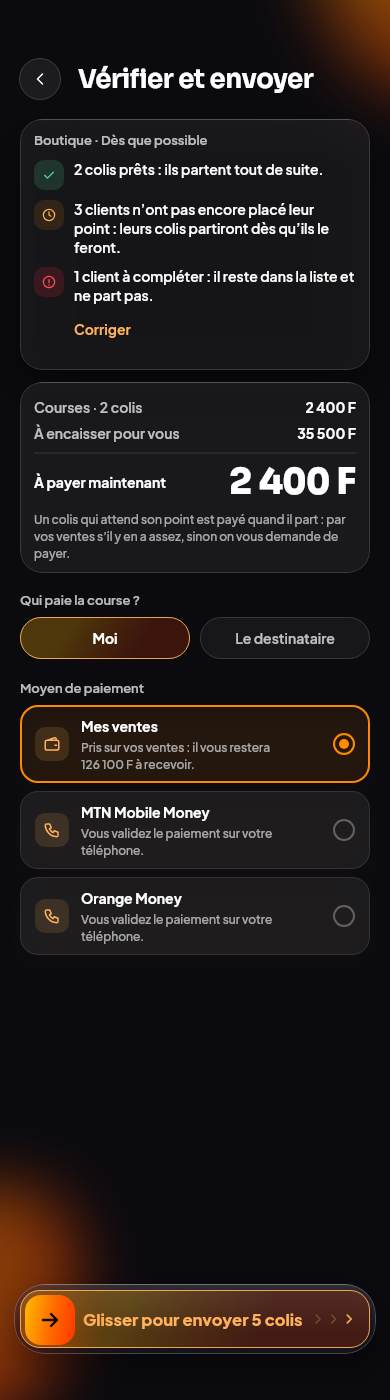 Vérifier et envoyer
Boutique · Dès que possible
2 colis prêts : ils partent tout de suite.
3 clients n’ont pas encore placé leur
point : leurs colis partiront dès qu’ils le
feront.
1 client à compléter : il reste dans la liste et
ne part pas.
Corriger
Courses · 2 colis 2 400 F
À encaisser pour vous 35 500 F
À payer maintenant 2 400 F
Un colis qui attend son point est payé quand il part : par
vos ventes s’il y en a assez, sinon on vous demande de
payer.
Qui paie la course ?
Moi Le destinataire
Moyen de paiement
Mes ventes
Pris sur vos ventes : il vous restera
126 100 F à recevoir.
MTN Mobile Money
Vous validez le paiement sur votre
téléphone.
Orange Money
Vous validez le paiement sur votre
téléphone.
Glisser pour envoyer 5 colis